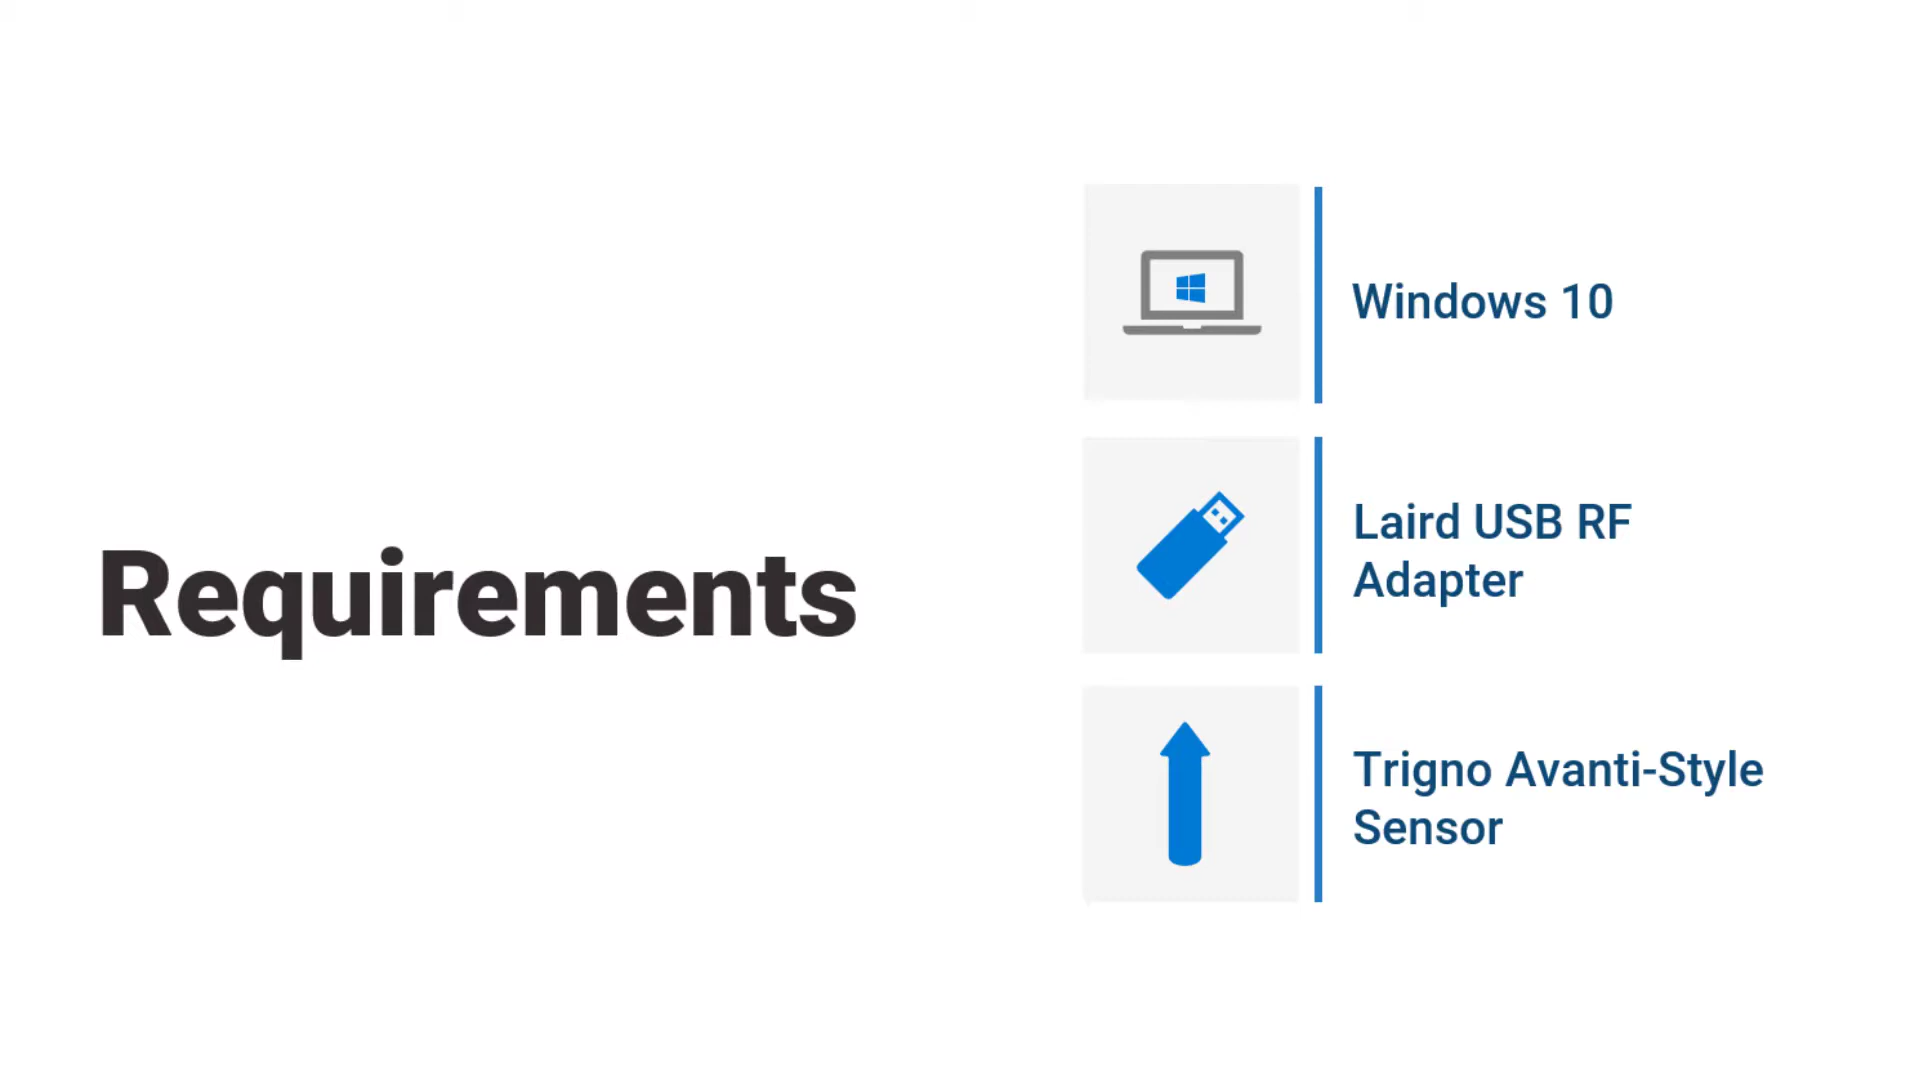 Requirements
Windows 10
Laird USB RF
Adapter
Trigno Avanti-Style
Sensor